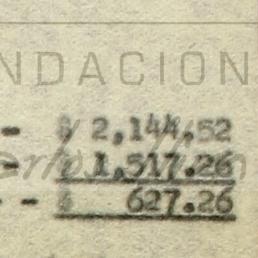 NDACIÓN
- $ 2,144.52
= $ 1,517.26
- - $ 627.26